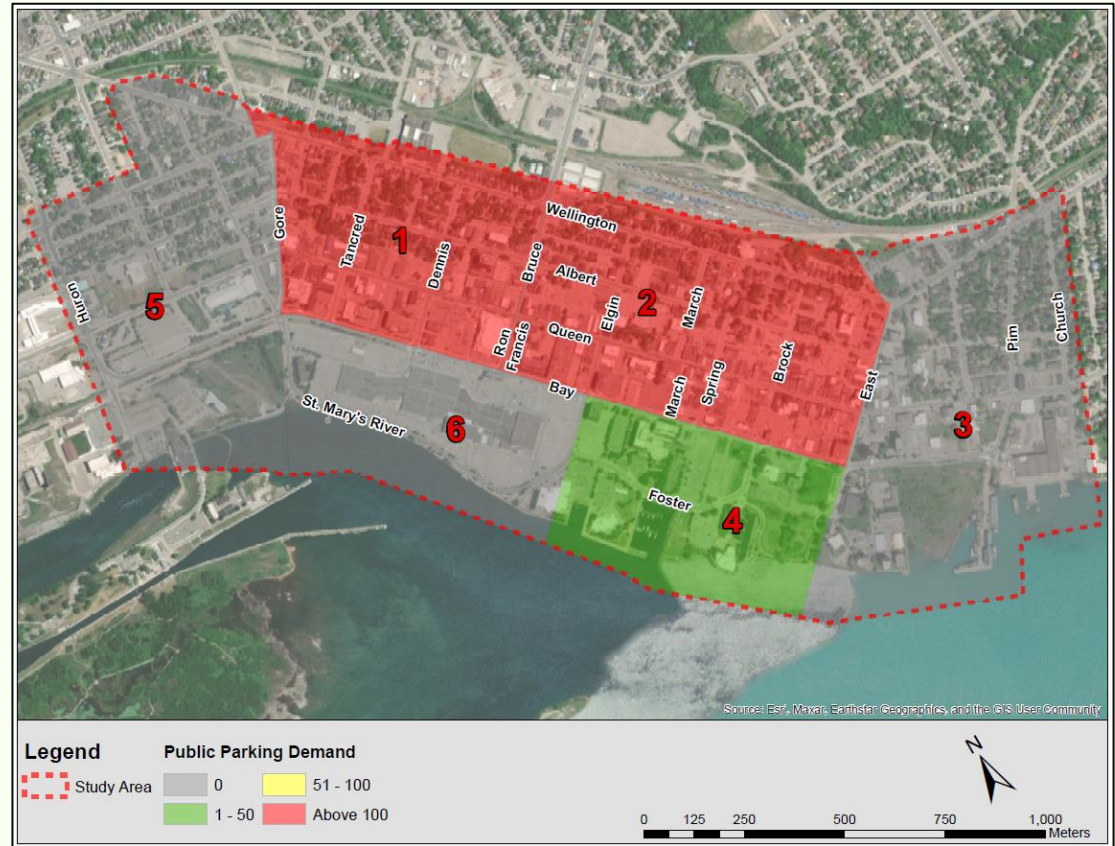 Wellington
Gore
Tancred
1
Dennis
Bruce
Albert
Elgin
2
March
Huron
5
Ron
Francis
Queen
Pim
Church
Brock
Bay
March
Spring
East
St. Mary's River
6
3
Foster
4
Source: Esri, Maxar, Earthstar Geographics, and the GIS User Community
Legend
Study Area
Public Parking Demand
0
51 - 100
1 - 50
Above 100
N
0 125 250 500 750 1,000
Meters